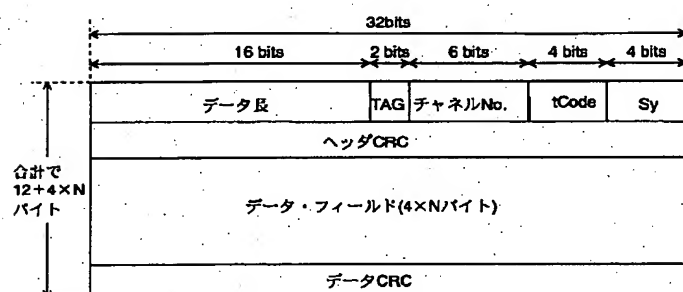 32bits
16 bits 2 bits 6 bits 4 bits 4 bits
データ長 TAG チャネルNo. tCode Sy
ヘッダCRC
合計で
12+4×N
バイト
データ・フィールド(4×Nバイト)
データCRC